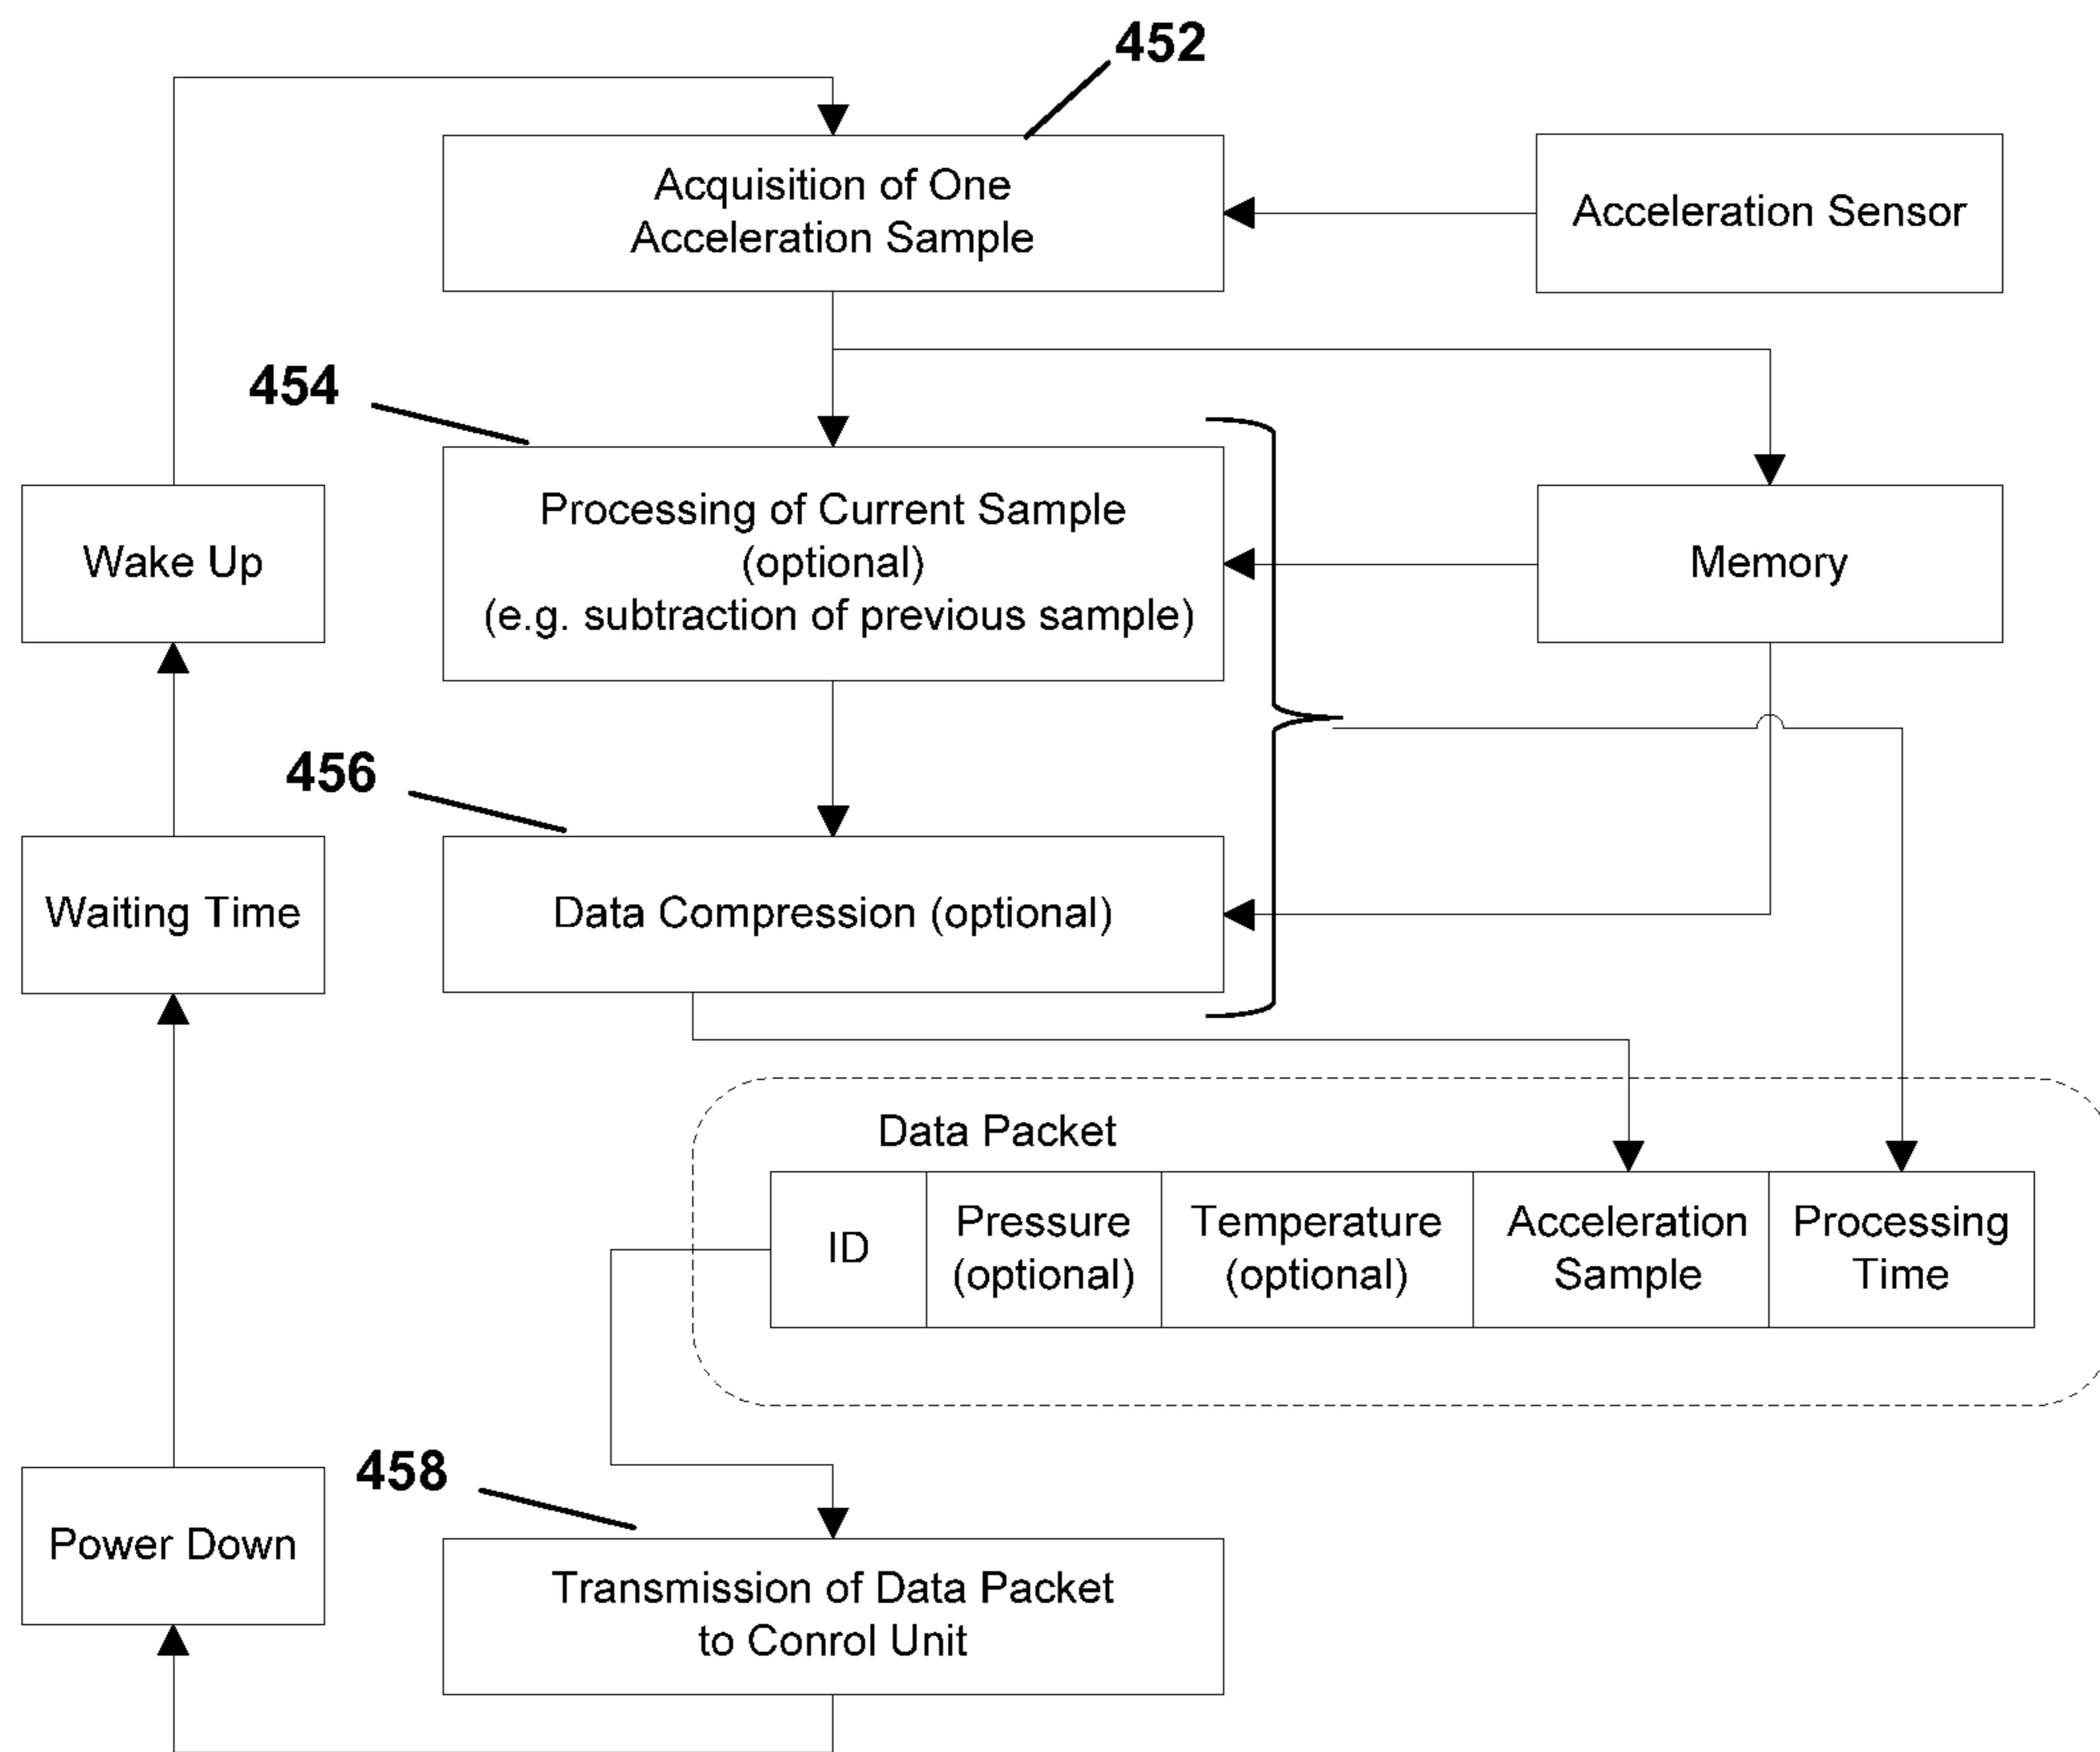 452
Acquisition of One
Acceleration Sample
Acceleration Sensor
454
Processing of Current Sample
(optional)
(e.g. subtraction of previous sample)
Wake Up
Memory
456
Waiting Time
Data Compression (optional)
Data Packet
ID
Pressure
(optional)
Temperature
(optional)
Acceleration
Sample
Processing
Time
458
Power Down
Transmission of Data Packet
to Conrol Unit